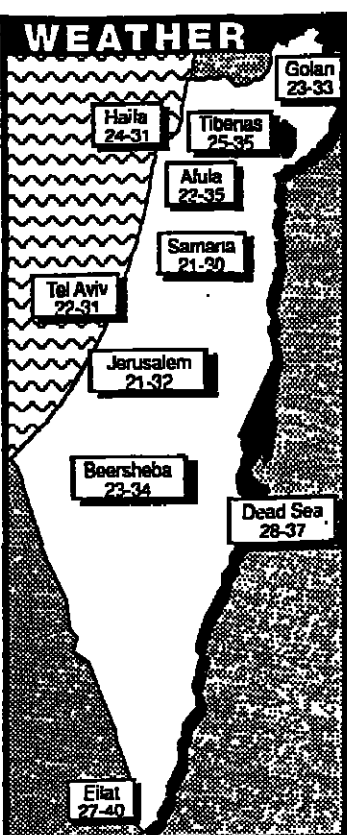 WEATHER
Golan
23-33
Haifa
24-31
Tiberias
25-35
Afula
22-35
Samaria
21-30
Tel Aviv
22-31
Jerusalem
21-32
Beersheba
23-34
Dead Sea
28-37
Eilat
27-40